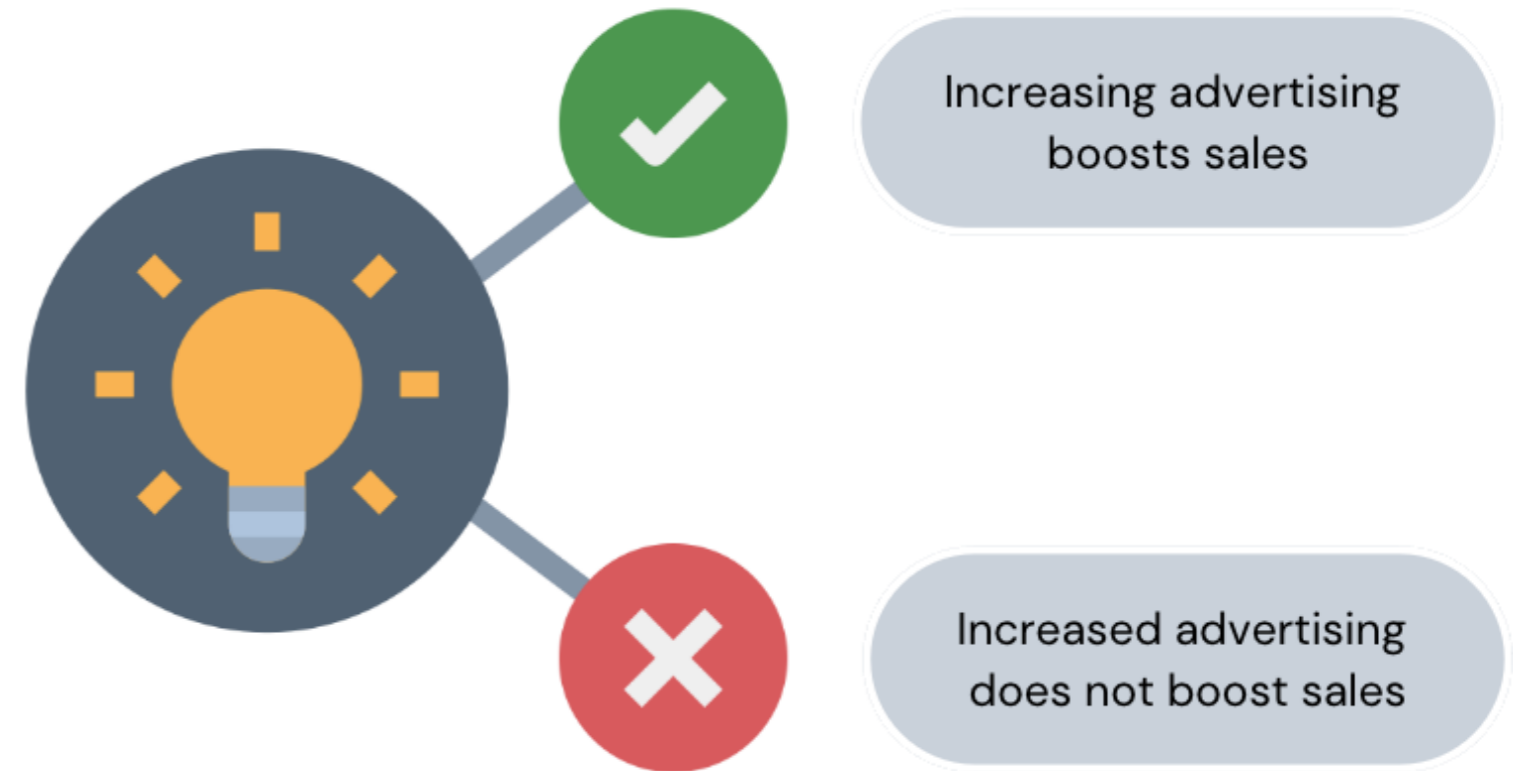 Increasing advertising
boosts sales
Increased advertising
does not boost sales